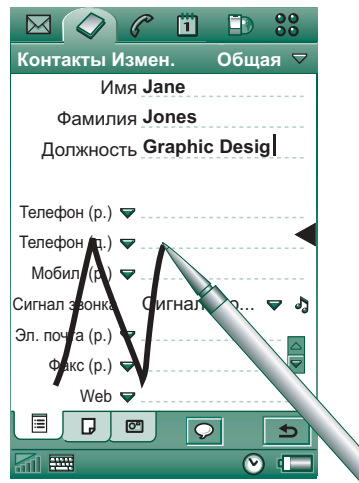 Контакты Измен. Общая
Имя Jane
Фамилия Jones
Должность Graphic Desig
Телефон (р.)
Телефон (д.)
Мобил. (р.)
Сигнал звонка Сигнал
Эл. почта (р.)
Факс (р.)
Web